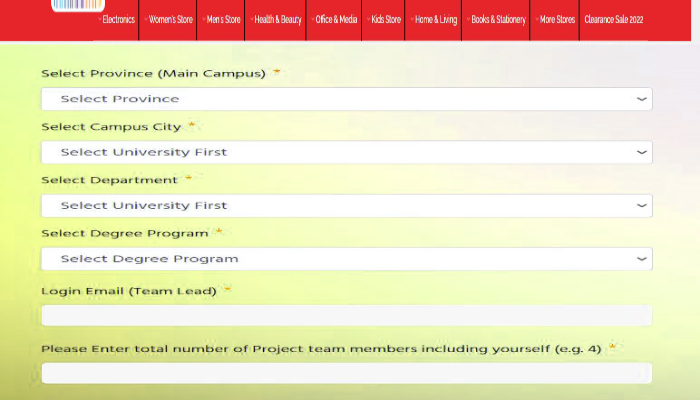 Electronics Women's Store Men's Store Health & Beauty Office & Media Kids Store Home & Living Books & Stationery More Stores Clearance Sale 2022
Select Province (Main Campus) *
Select Province
Select Campus City *
Select University First
Select Department *
Select University First
Select Degree Program *
Select Degree Program
Login Email (Team Lead) *
Please Enter total number of Project team members including yourself (e.g. 4) *